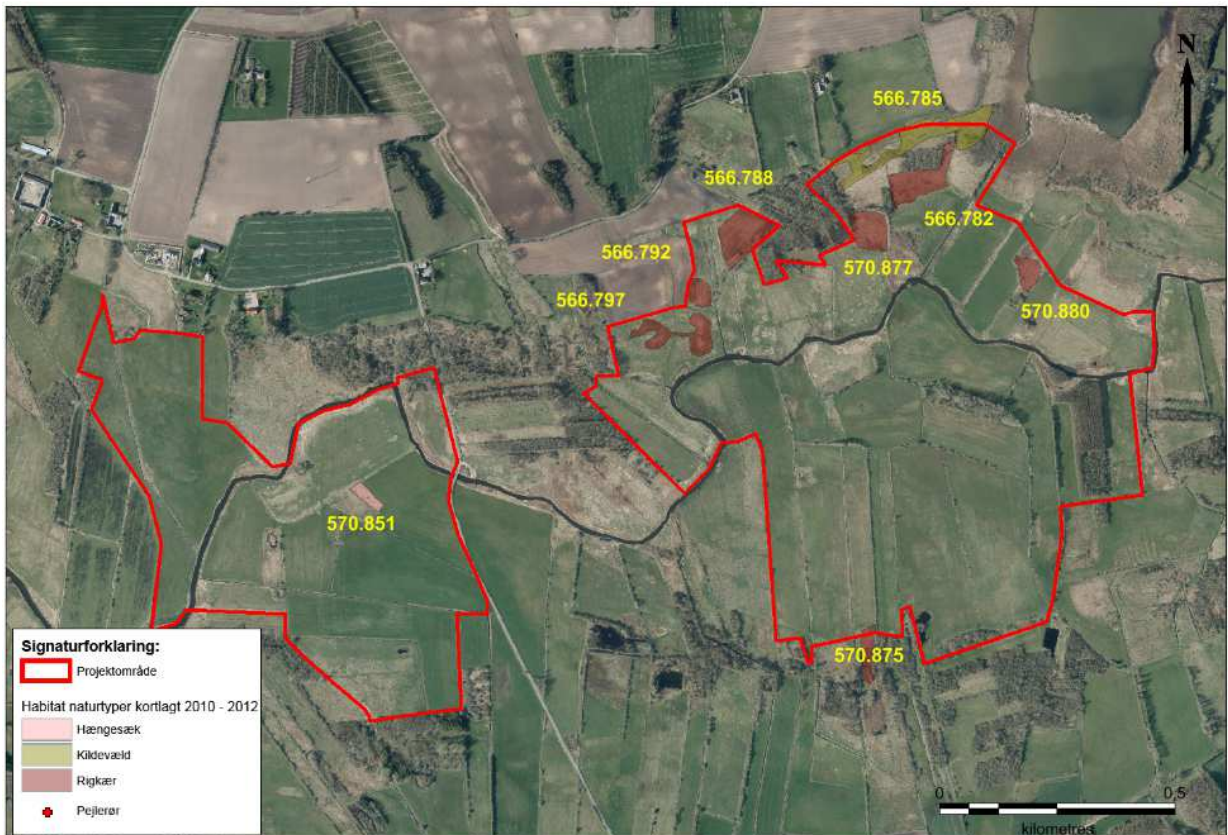 N
566.785
566.788
566.782
566.792
570.877
566.797
570.880
570.851
570.875
Signaturforklaring:
Projektområde
Habitat naturtyper kortlagt 2010 - 2012
Hængesæk
Kildevæld
Rigkær
Pejlerør
0 0,5
kilometres